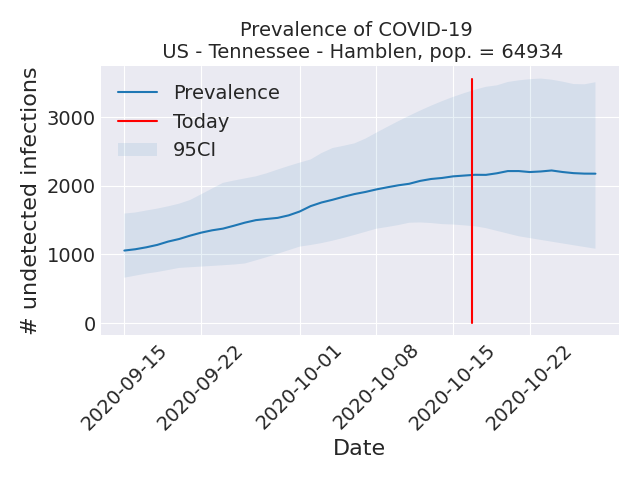 Prevalence of COVID-19
US - Tennessee - Hamblen, pop. = 64934
# undetected infections
3000
2000
1000
0
Prevalence
Today
95CI
2020-09-15
2020-09-22
2020-10-01
2020-10-08
2020-10-15
2020-10-22
Date